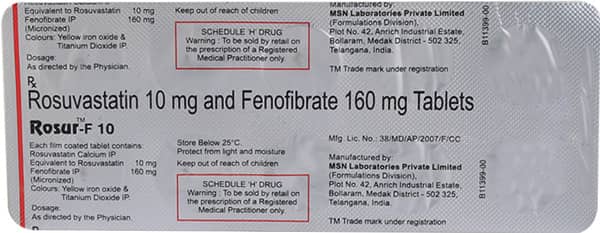 Equivalent to Rosuvastatin 10 mg
Fenofibrate IP 160 mg
(Micronized)
Colours: Yellow iron oxide &
Titanium Dioxide IP.
Dosage:
As directed by the Physician.
Keep out of reach of children
SCHEDULE 'H' DRUG
Warning : To be sold by retail on
the prescription of a Registered
Medical Practitioner only.
Manufactured by
MSN Laboratories Private Limited
(Formulations Division),
Plot No. 42, Anrich Industrial Estate,
Bollaram, Medak District - 502 325,
Telangana, India.
TM Trade mark under registration
B11399-00
Rx
Rosuvastatin 10 mg and Fenofibrate 160 mg Tablets
Rosur™-F 10
Each film coated tablet contains:
Rosuvastatin Calcium IP
Equivalent to Rosuvastatin 10 mg
Fenofibrate IP 160 mg
(Micronized)
Colours: Yellow iron oxide &
Titanium Dioxide IP.
Dosage:
As directed by the Physician.
Store Below 25°C.
Protect from light and moisture
Keep out of reach of children
SCHEDULE 'H' DRUG
Warning : To be sold by retail on
the prescription of a Registered
Medical Practitioner only.
Mfg. Lic. No.: 38/MD/AP/2007/F/CC
Manufactured by:
MSN Laboratories Private Limited
(Formulations Division),
Plot No. 42, Anrich Industrial Estate,
Bollaram, Medak District - 502 325,
Telangana, India.
TM Trade mark under registration
B11399-00